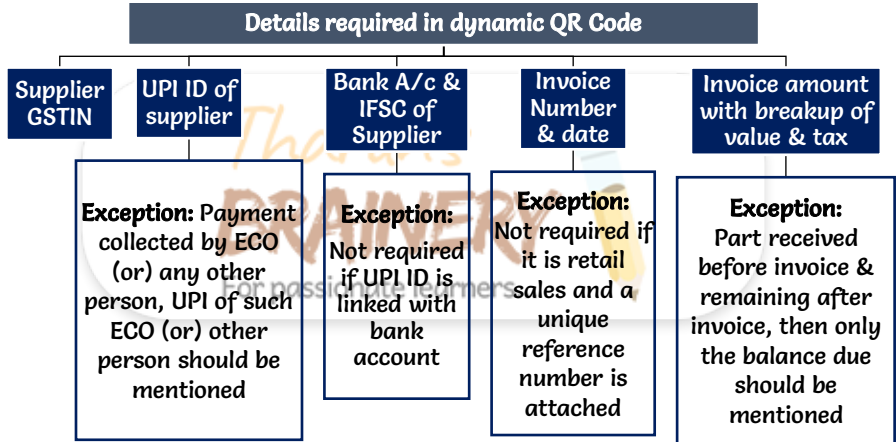 Details required in dynamic QR Code
Supplier
GSTIN
UPI ID of
supplier
Bank A/c &
IFSC of
Supplier
Invoice
Number
& date
Invoice amount
with breakup of
value & tax
Exception: Payment
collected by ECO
(or) any other
person, UPI of such
ECO (or) other
person should be
mentioned
Exception:
Not required
if UPI ID is
linked with
bank
account
Exception:
Not required if
it is retail
sales and a
unique
reference
number is
attached
Exception:
Part received
before invoice &
remaining after
invoice, then only
the balance due
should be
mentioned
BRAINERY
For passionate learners